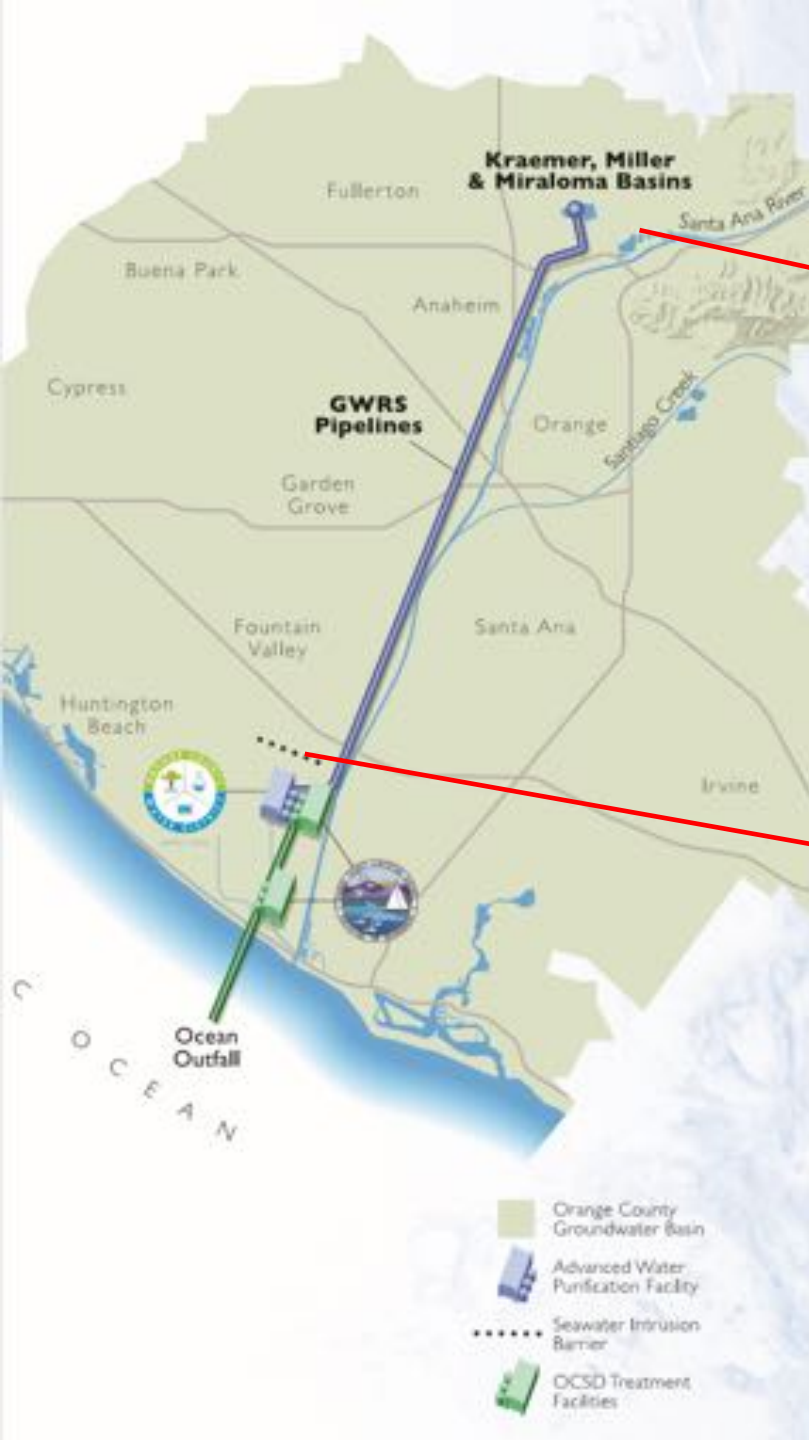 Kraemer, Miller
& Miraloma Basins
Fullerton
Santa Ana River
Buena Park
Anaheim
Cypress
GWRS
Pipelines
Orange
Santiago Creek
Garden
Grove
Fountain
Valley
Santa Ana
Huntington
Beach
Irvine
C OCEAN
Ocean
Outfall
Orange County
Groundwater Basin
Advanced Water
Purification Facility
Seawater Intrusion
Barrier
OCSD Treatment
Facilities